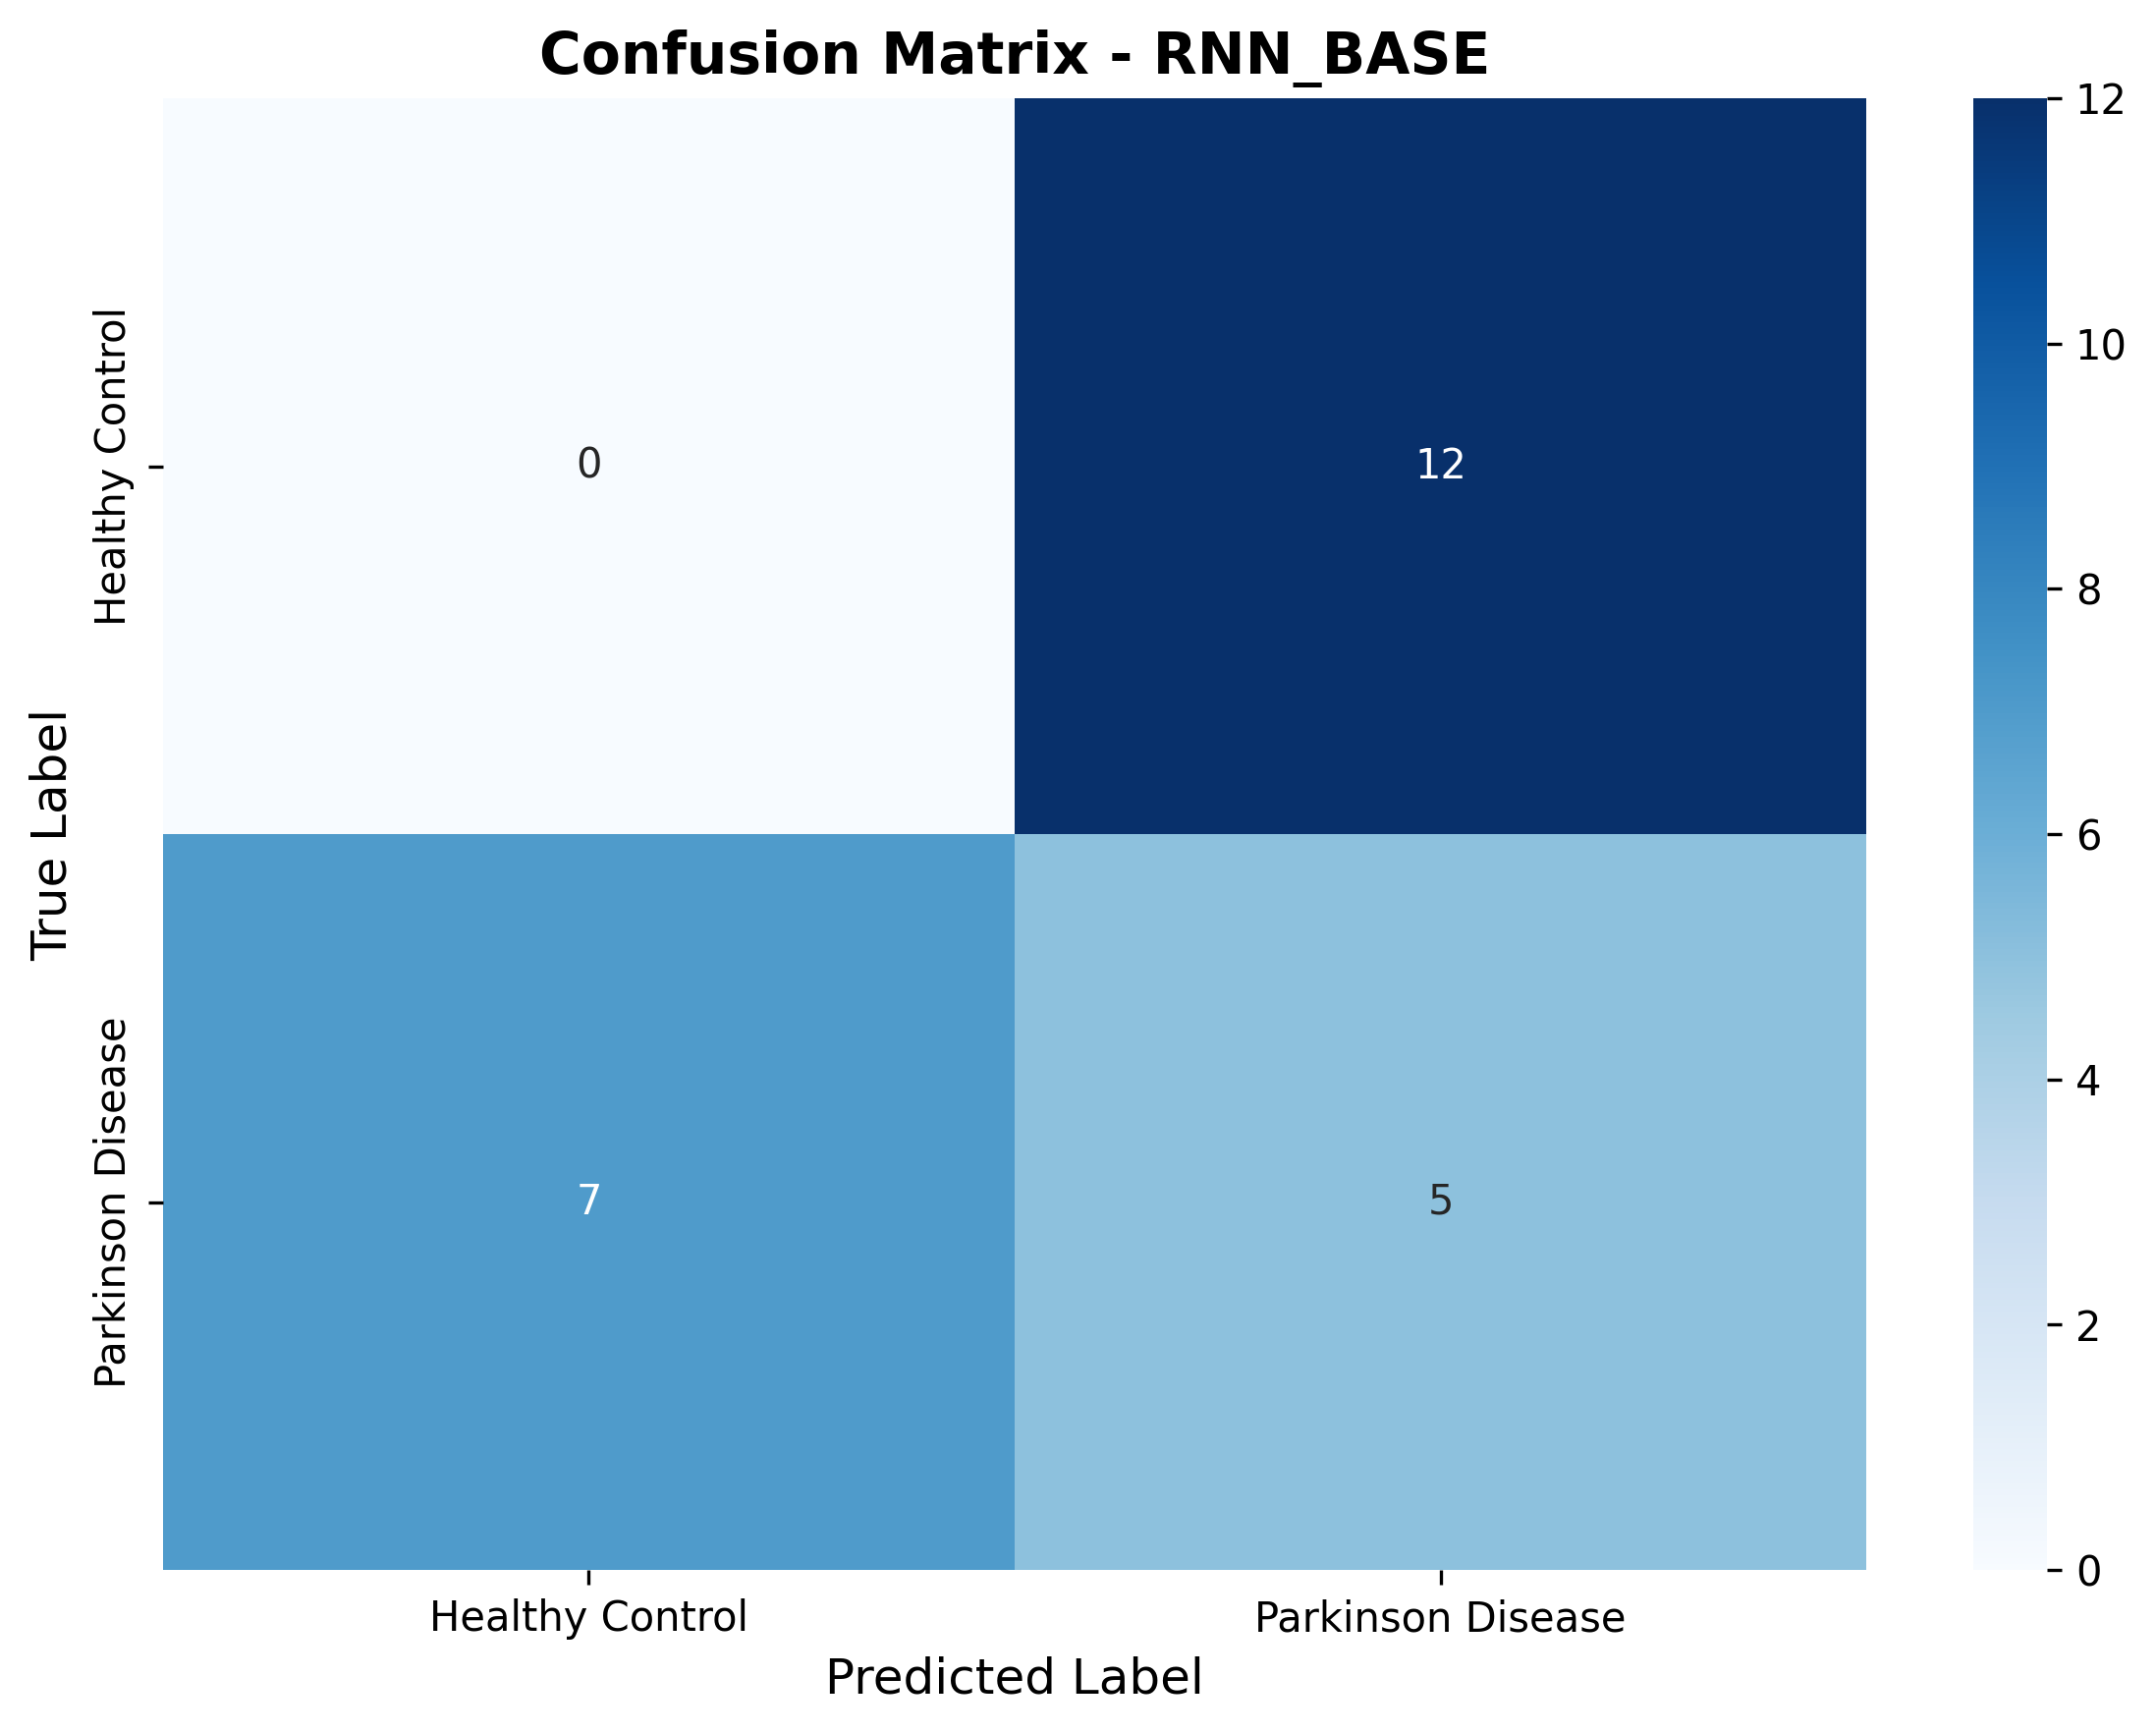 Confusion Matrix - RNN_BASE
True Label
Healthy Control
Parkinson Disease
0
12
7
5
Healthy Control
Parkinson Disease
Predicted Label
12
10
8
6
4
2
0